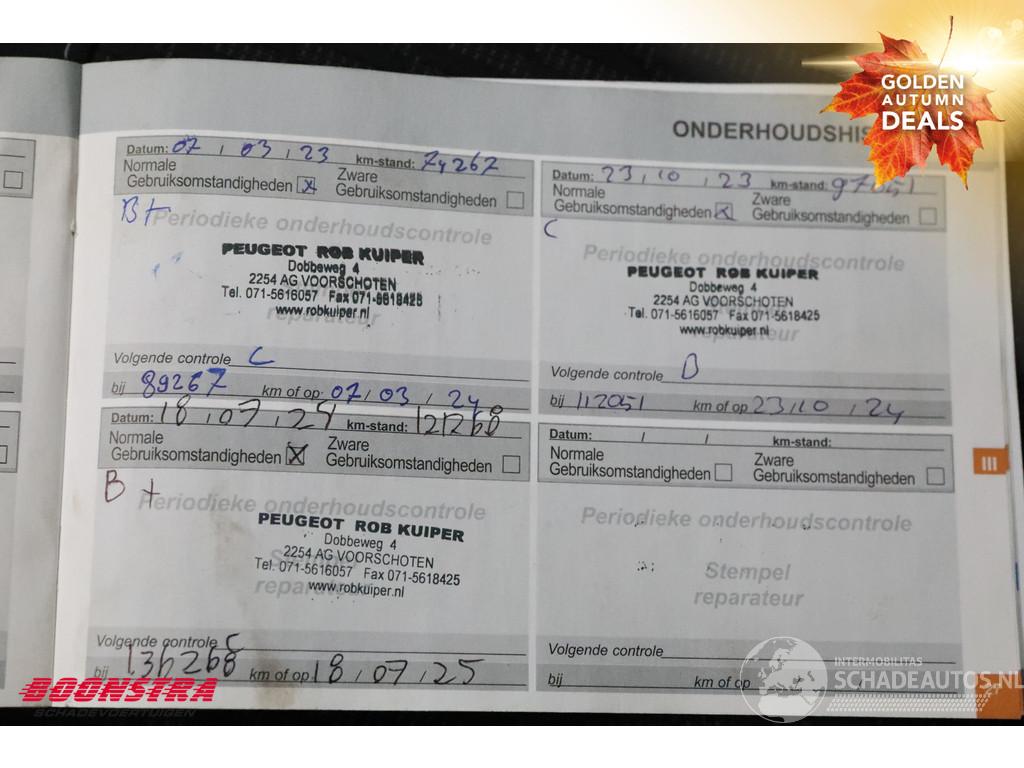 GOLDEN
AUTUMN
DEALS
ONDERHOUDSHIS
Datum: 07 / 03 / 23 km-stand: 74267
Normale Gebruiksomstandigheden X Zware Gebruiksomstandigheden
B+
Periodieke onderhoudscontrole
PEUGEOT ROB KUIPER
Dobbeweg 4
2254 AG VOORSCHOTEN
Tel. 071-5616057 Fax 071-5618425
www.robkuiper.nl
reparateur
Volgende controle C
bij 89267 km of op 07 / 03 / 24
Datum: 23 / 10 / 23 km-stand: 97051
Normale Gebruiksomstandigheden X Zware Gebruiksomstandigheden
C
Periodieke onderhoudscontrole
PEUGEOT ROB KUIPER
Dobbeweg 4
2254 AG VOORSCHOTEN
Tel. 071-5616057 Fax 071-5618425
www.robkuiper.nl
reparateur
Volgende controle B
bij 112051 km of op 23 / 10 / 24
Datum: 18 / 07 / 24 km-stand: 121268
Normale Gebruiksomstandigheden X Zware Gebruiksomstandigheden
B +
Periodieke onderhoudscontrole
PEUGEOT ROB KUIPER
Dobbeweg 4
2254 AG VOORSCHOTEN
Tel. 071-5616057 Fax 071-5618425
www.robkuiper.nl
reparateur
Volgende controle C
bij 136268 km of op 18 / 07 / 25
Datum: / / km-stand:
Normale Gebruiksomstandigheden Zware Gebruiksomstandigheden
Periodieke onderhoudscontrole
Stempel
reparateur
Volgende controle
bij km of op / /
III
BOONSTRA
SCHADEVOERTUIGEN
INTERMOBILITAS
SCHADEAUTOS.NL